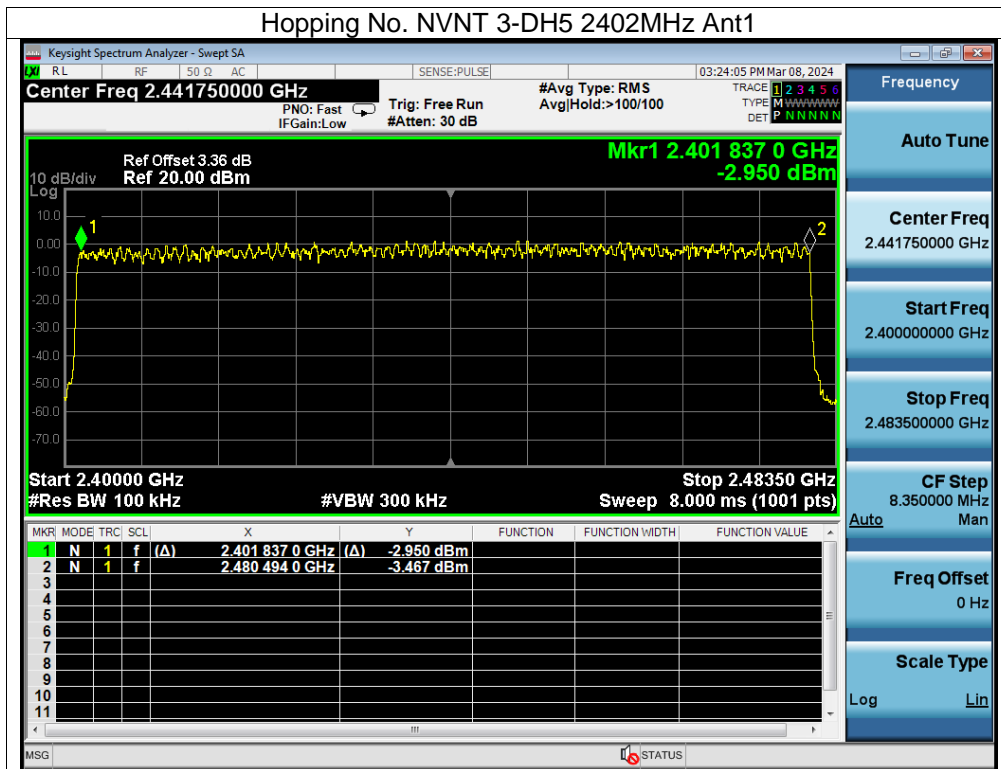 Hopping No. NVNT 3-DH5 2402MHz Ant1
Keysight Spectrum Analyzer - Swept SA
LXI RL RF 50 Ω AC SENSE:PULSE 03:24:05 PM Mar 08, 2024
Center Freq 2.441750000 GHz #Avg Type: RMS TRACE 1 2 3 4 5 6
PNO: Fast Trig: Free Run Avg|Hold:>100/100 TYPE M WWWWW
IFGain:Low #Atten: 30 dB DET P N N N N N
Mkr1 2.401 837 0 GHz
-2.950 dBm
Ref Offset 3.36 dB
10 dB/div Ref 20.00 dBm
Log
10.0
0.00
-10.0
-20.0
-30.0
-40.0
-50.0
-60.0
-70.0
1
2
Start 2.40000 GHz Stop 2.48350 GHz
#Res BW 100 kHz #VBW 300 kHz Sweep 8.000 ms (1001 pts)
MKR MODE TRC SCL X Y FUNCTION FUNCTION WIDTH FUNCTION VALUE
1 N 1 f (Δ) 2.401 837 0 GHz (Δ) -2.950 dBm
2 N 1 f 2.480 494 0 GHz -3.467 dBm
3
4
5
6
7
8
9
10
11
MSG STATUS
Frequency
Auto Tune
Center Freq
2.441750000 GHz
Start Freq
2.400000000 GHz
Stop Freq
2.483500000 GHz
CF Step
8.350000 MHz
Auto Man
Freq Offset
0 Hz
Scale Type
Log Lin